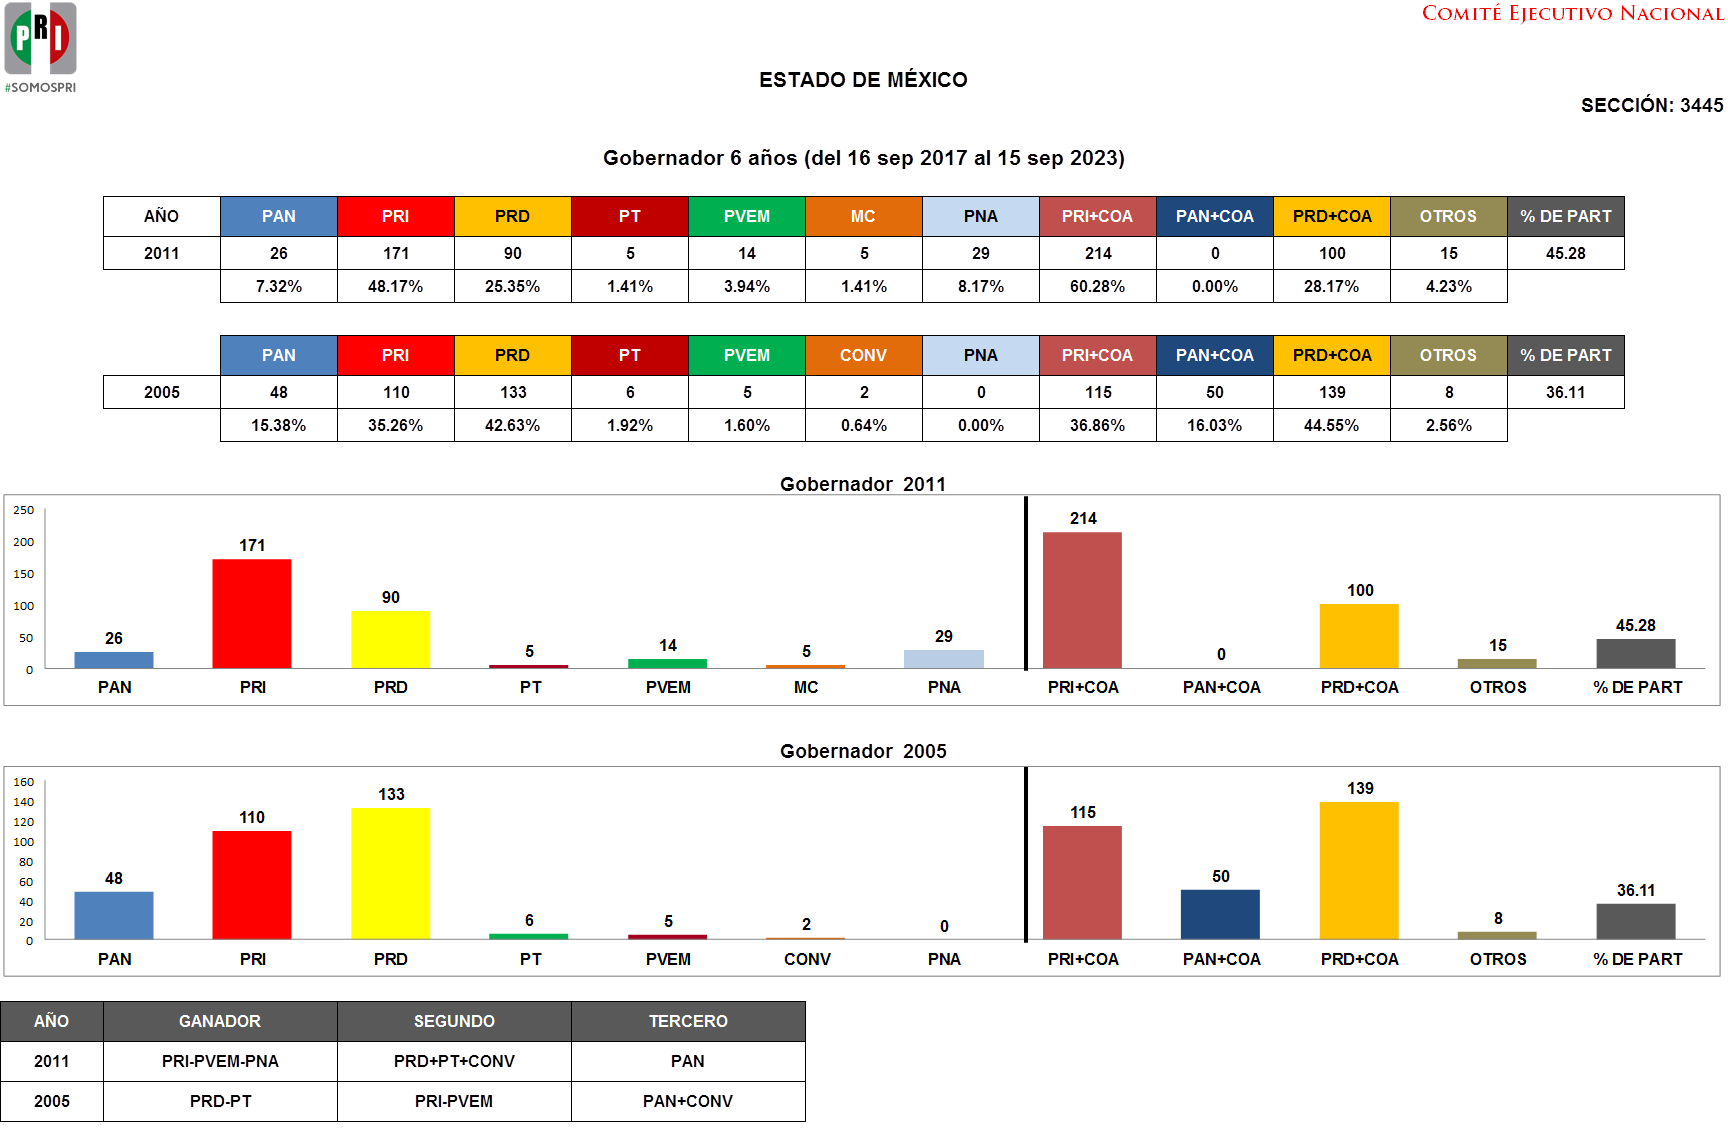 PRI
#SOMOSPRI
COMITÉ EJECUTIVO NACIONAL
ESTADO DE MÉXICO
SECCIÓN: 3445
Gobernador 6 años (del 16 sep 2017 al 15 sep 2023)
AÑO PAN PRI PRD PT PVEM MC PNA PRI+COA PAN+COA PRD+COA OTROS % DE PART
2011 26 171 90 5 14 5 29 214 0 100 15 45.28
7.32% 48.17% 25.35% 1.41% 3.94% 1.41% 8.17% 60.28% 0.00% 28.17% 4.23%
PAN PRI PRD PT PVEM CONV PNA PRI+COA PAN+COA PRD+COA OTROS % DE PART
2005 48 110 133 6 5 2 0 115 50 139 8 36.11
15.38% 35.26% 42.63% 1.92% 1.60% 0.64% 0.00% 36.86% 16.03% 44.55% 2.56%
Gobernador 2011
250
200
150
100
50
0
26 171 90 5 14 5 29 214 0 100 15 45.28
PAN PRI PRD PT PVEM MC PNA PRI+COA PAN+COA PRD+COA OTROS % DE PART
Gobernador 2005
160
140
120
100
80
60
40
20
0
48 110 133 6 5 2 0 115 50 139 8 36.11
PAN PRI PRD PT PVEM CONV PNA PRI+COA PAN+COA PRD+COA OTROS % DE PART
AÑO GANADOR SEGUNDO TERCERO
2011 PRI-PVEM-PNA PRD+PT+CONV PAN
2005 PRD-PT PRI-PVEM PAN+CONV